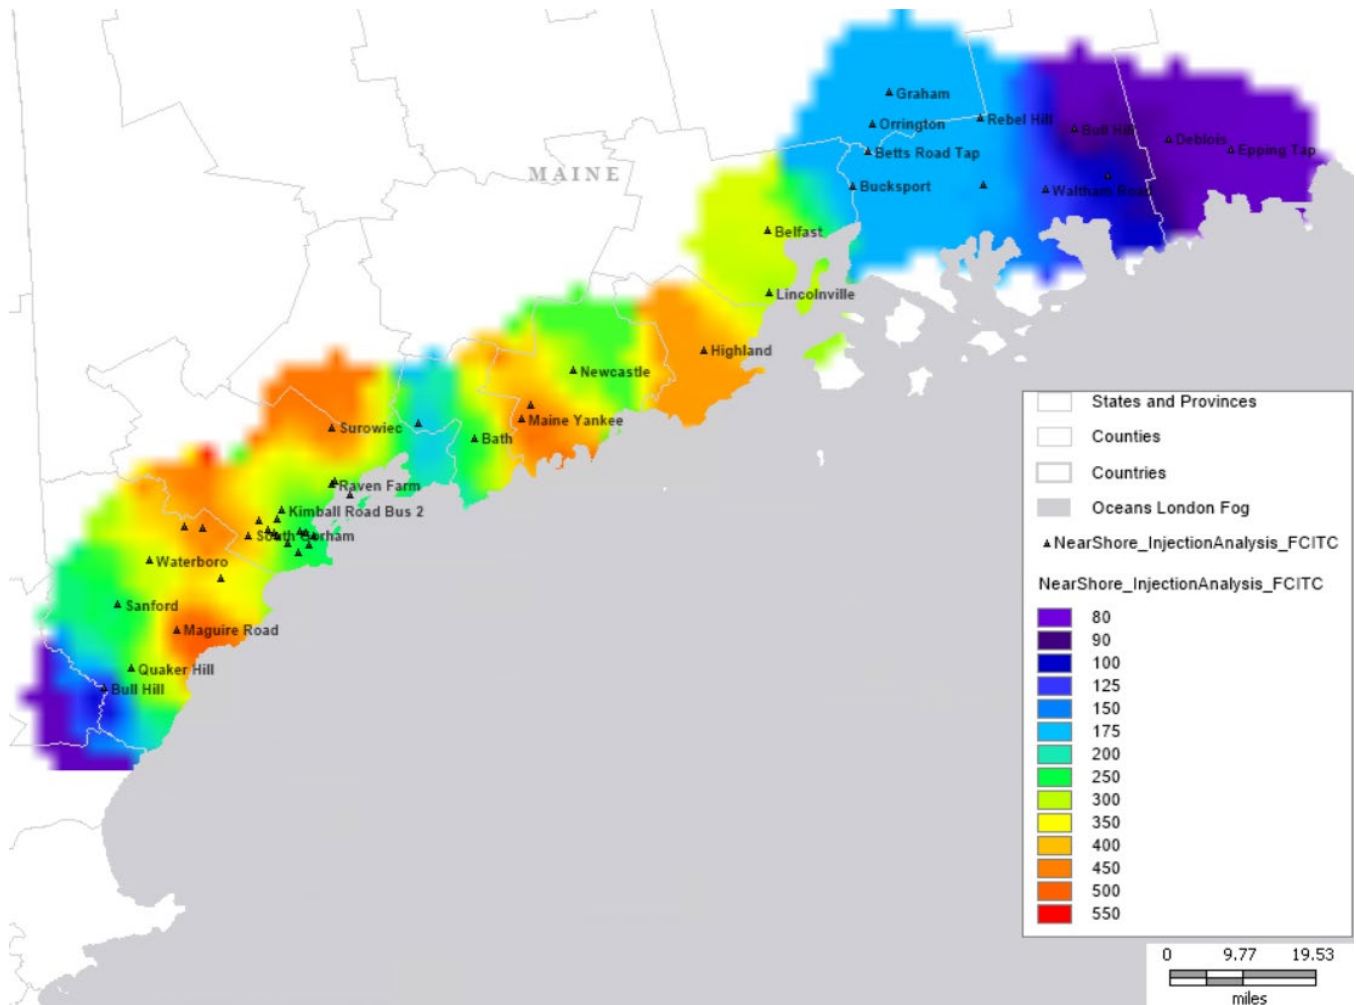 Graham
Orrington
Rebel Hill
Bull Hill
Deblois
Betts Road Tap
Epping Tap
MAINE
Bucksport
Waltham Road
Belfast
Lincolnville
Highland
Newcastle
Maine Yankee
Surowiec
Bath
Raven Farm
Kimball Road Bus 2
South Gorham
Waterboro
Sanford
Maguire Road
Quaker Hill
Bull Hill
States and Provinces
Counties
Countries
Oceans London Fog
NearShore_InjectionAnalysis_FCITC
NearShore_InjectionAnalysis_FCITC
80
90
100
125
150
175
200
250
300
350
400
450
500
550
0 9.77 19.53
miles